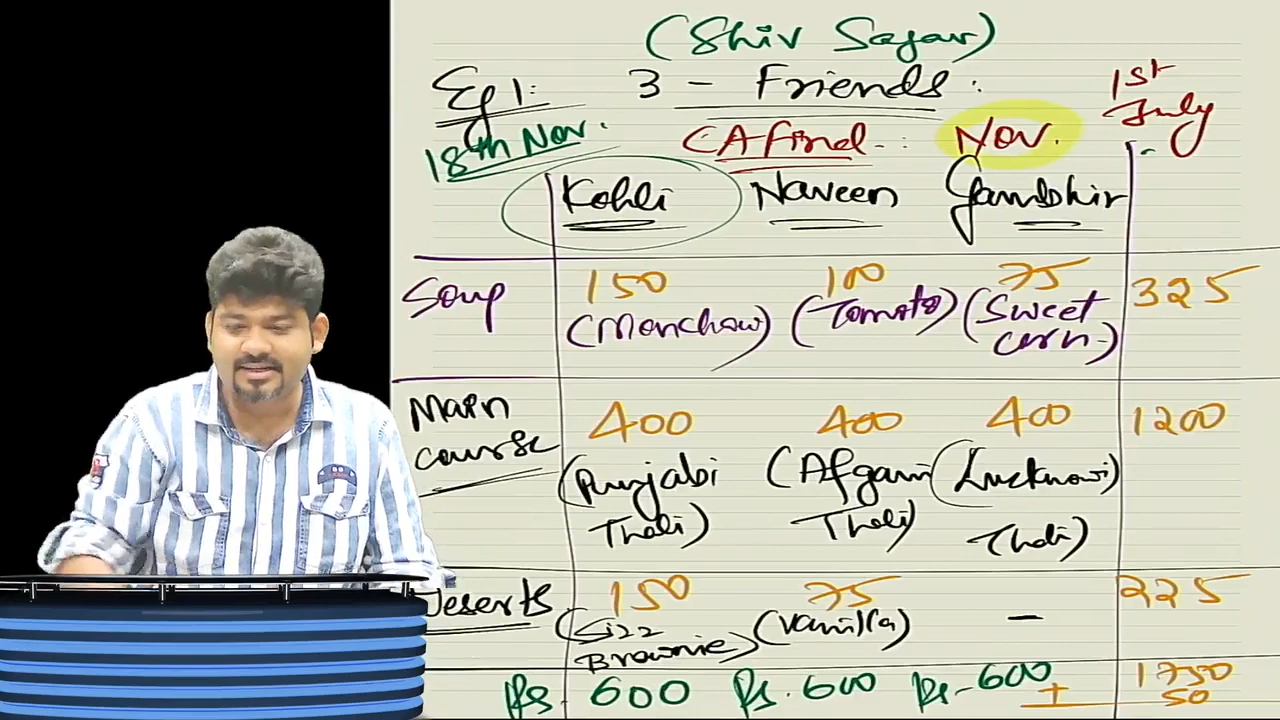 (Shiv Sagar)
Eg 1: 3 - Friends :
18th Nov. CA Final : Nov. 1st July
Kohli Naveen Gambhir
Soup 150 100 75 325
(Manchaw) (Tomato) (Sweet corn)
Main course 400 400 400 1200
(Punjabi Thali) (Afgani Thali) (Lucknowi Thali)
Deserts 150 75 - 225
(Sizz Brownie) (Vanilla)
Rs. 600 Rs. 600 Rs. 600 1750
+ 50